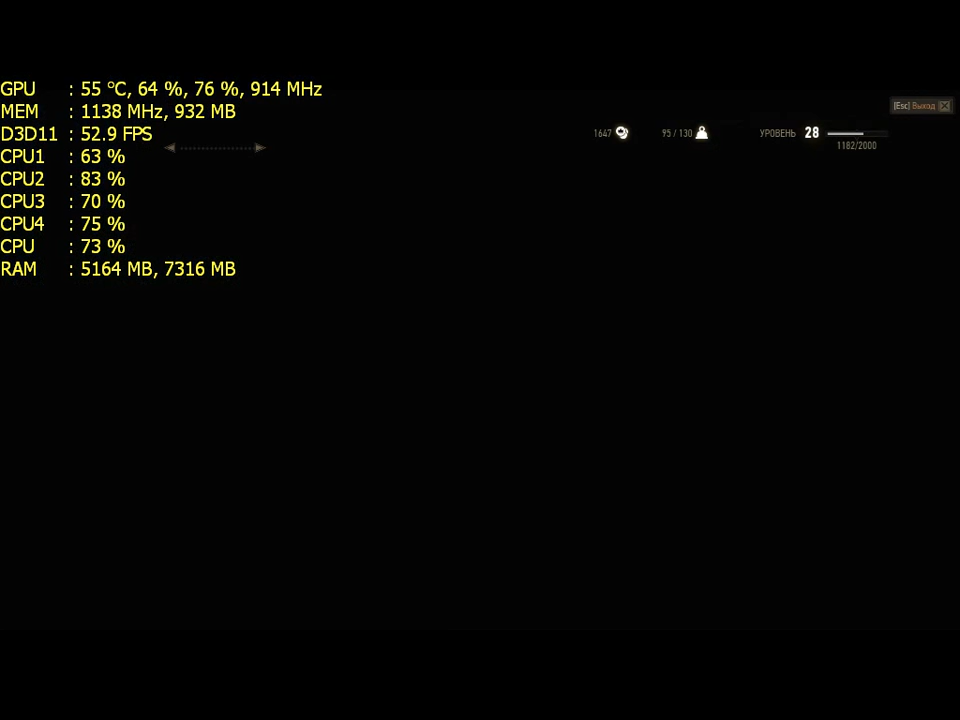 GPU : 55 °C, 64 %, 76 %, 914 MHz
MEM : 1138 MHz, 932 MB
[Esc] Выход
D3D11 : 52.9 FPS
1647
95 / 130
УРОВЕНЬ 28
1182/2000
CPU1 : 63 %
CPU2 : 83 %
CPU3 : 70 %
CPU4 : 75 %
CPU : 73 %
RAM : 5164 MB, 7316 MB